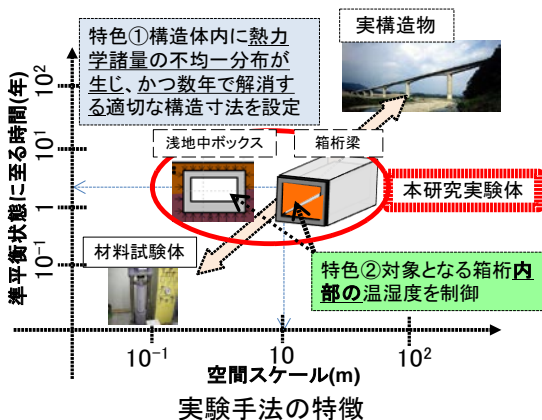 特色①構造体内に熱力
学諸量の不均一分布が
生じ、かつ数年で解消す
る適切な構造寸法を設定
実構造物
浅地中ボックス
箱桁梁
本研究実験体
材料試験体
特色②対象となる箱桁内
部の温湿度を制御
準平衡状態に至る時間(年)
10²
10¹
1
10⁻¹
10⁻¹
10
10²
空間スケール(m)
実験手法の特徴